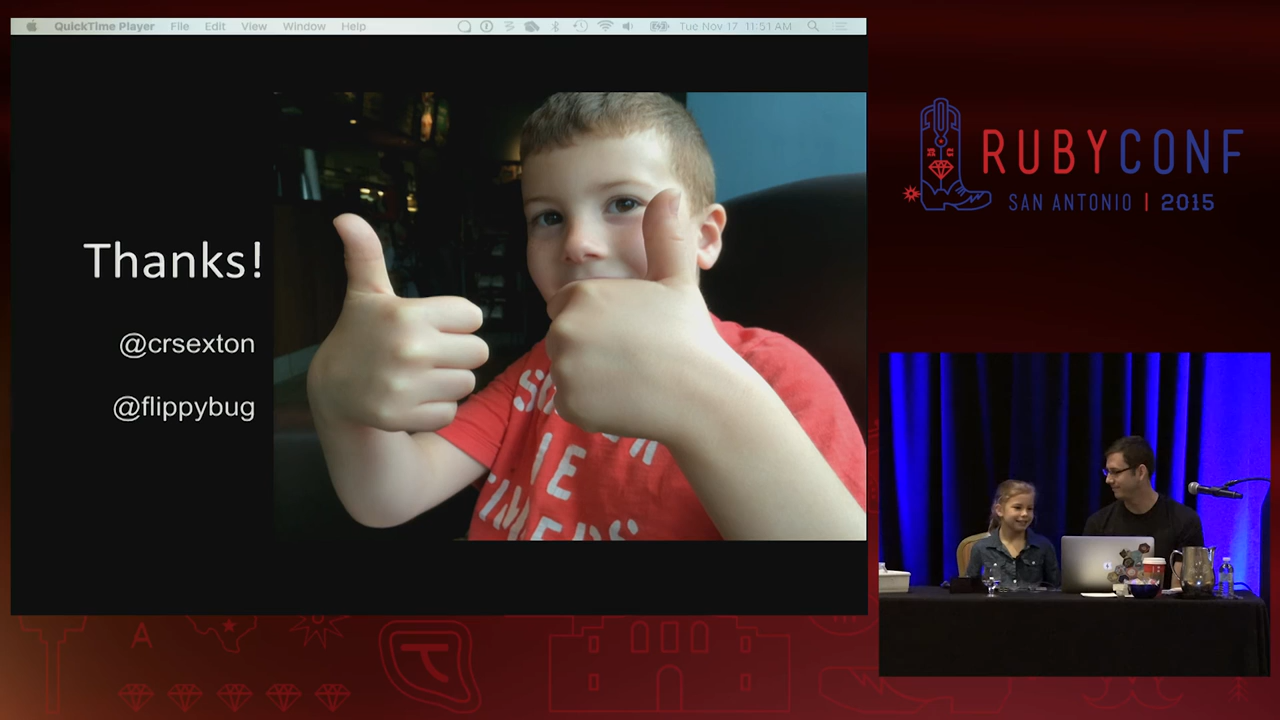 QuickTime Player File Edit View Window Help Tue Nov 17 11:51 AM
Thanks!
@crsexton
@flippybug
RUBYCONF
SAN ANTONIO | 2015
A